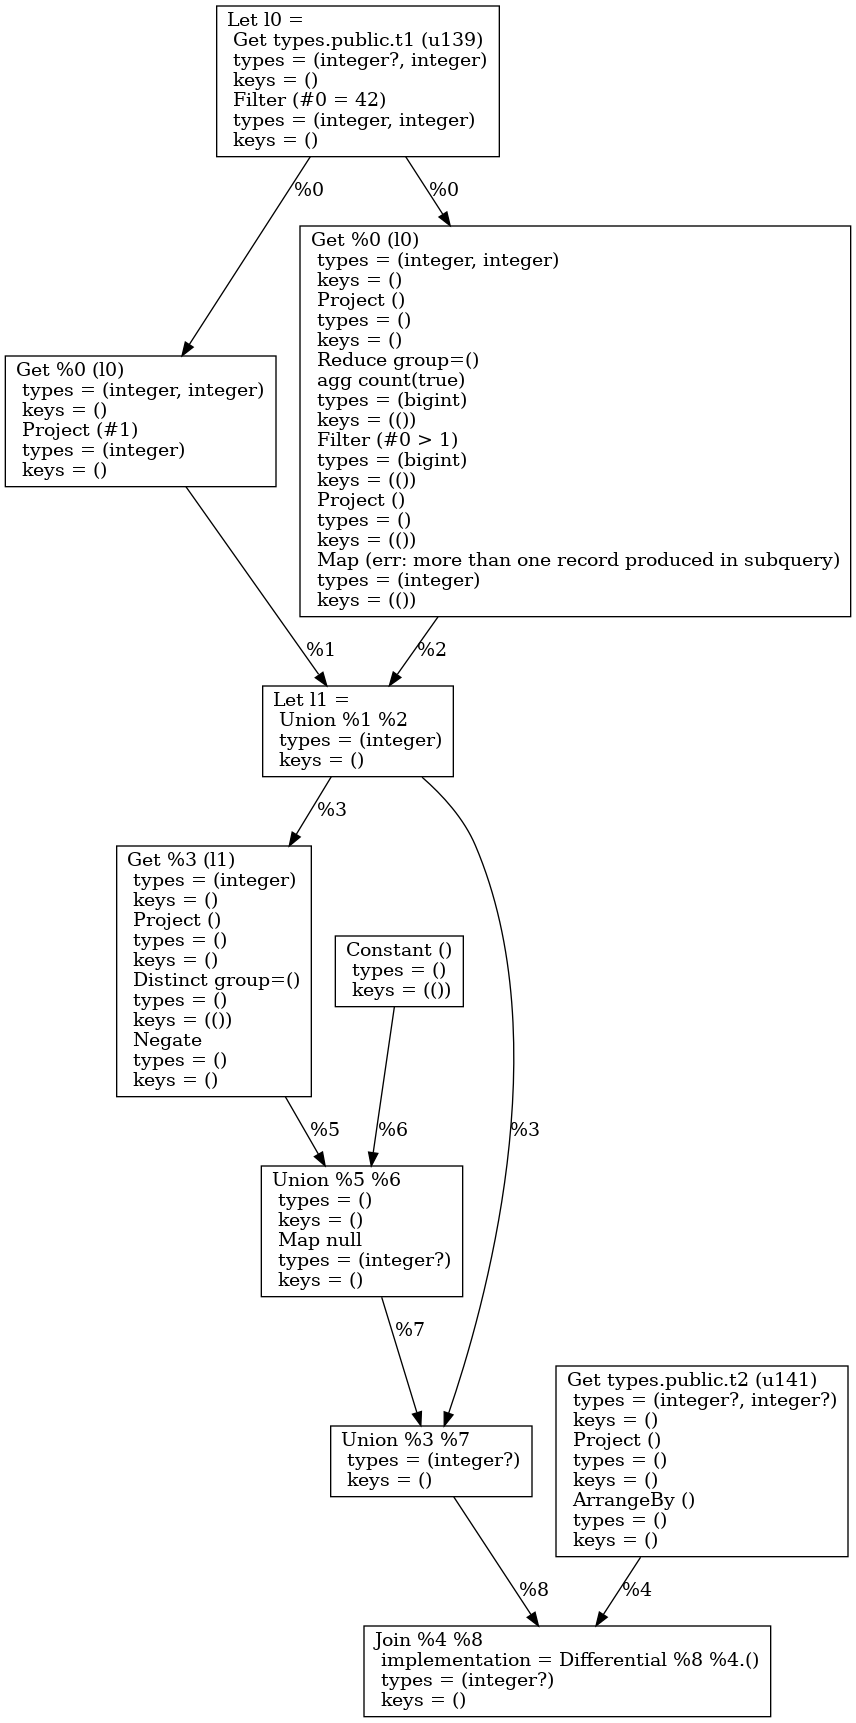 Let l0 =
Get types.public.t1 (u139)
types = (integer?, integer)
keys = ()
Filter (#0 = 42)
types = (integer, integer)
keys = ()
%0
%0
Get %0 (l0)
types = (integer, integer)
keys = ()
Project ()
types = ()
keys = ()
Reduce group=()
agg count(true)
types = (bigint)
keys = (())
Filter (#0 > 1)
types = (bigint)
keys = (())
Project ()
types = ()
keys = (())
Map (err: more than one record produced in subquery)
types = (integer)
keys = (())
Get %0 (l0)
types = (integer, integer)
keys = ()
Project (#1)
types = (integer)
keys = ()
%1
%2
Let l1 =
Union %1 %2
types = (integer)
keys = ()
%3
Get %3 (l1)
types = (integer)
keys = ()
Project ()
types = ()
keys = ()
Distinct group=()
types = ()
keys = (())
Negate
types = ()
keys = ()
Constant ()
types = ()
keys = (())
%5
%6
%3
Union %5 %6
types = ()
keys = ()
Map null
types = (integer?)
keys = ()
%7
Get types.public.t2 (u141)
types = (integer?, integer?)
keys = ()
Project ()
types = ()
keys = ()
ArrangeBy ()
types = ()
keys = ()
Union %3 %7
types = (integer?)
keys = ()
%8
%4
Join %4 %8
implementation = Differential %8 %4.()
types = (integer?)
keys = ()